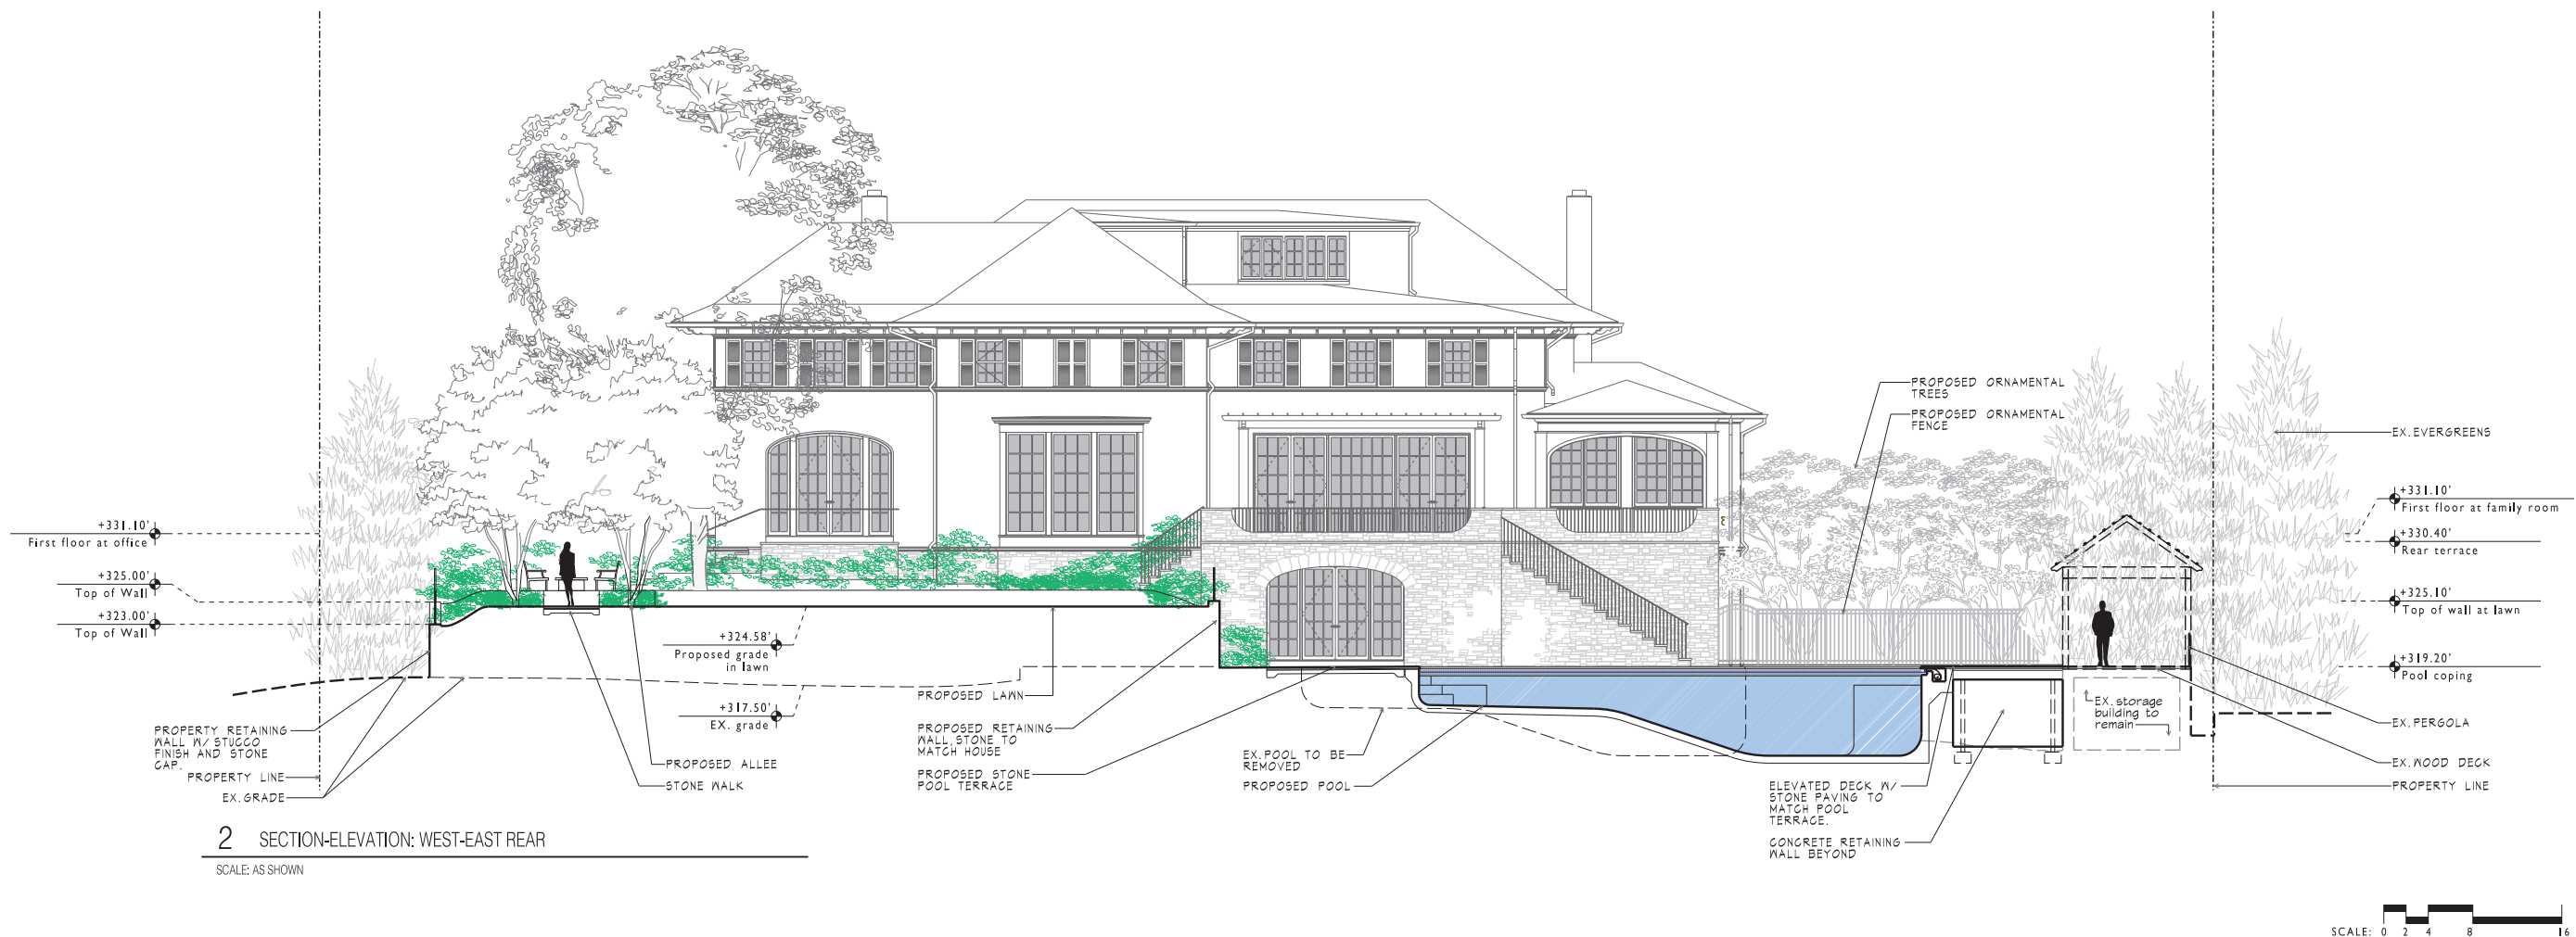 PROPOSED ORNAMENTAL
TREES
PROPOSED ORNAMENTAL
FENCE
EX. EVERGREENS
+331.10'
First floor at office
+325.00'
Top of Wall
+323.00'
Top of Wall
+331.10'
First floor at family room
+330.40'
Rear terrace
+325.10'
Top of wall at lawn
+319.20'
Pool coping
+324.58'
Proposed grade
in lawn
+317.50'
EX. grade
PROPERTY RETAINING
WALL W/ STUCCO
FINISH AND STONE
CAP.
PROPERTY LINE
EX. GRADE
PROPOSED ALLEE
STONE WALK
PROPOSED LAWN
PROPOSED RETAINING
WALL, STONE TO
MATCH HOUSE
PROPOSED STONE
POOL TERRACE
EX. POOL TO BE
REMOVED
PROPOSED POOL
EX. storage
building to
remain
ELEVATED DECK W/
STONE PAVING TO
MATCH POOL
TERRACE.
CONCRETE RETAINING
WALL BEYOND
EX. PERGOLA
EX. WOOD DECK
PROPERTY LINE
2 SECTION-ELEVATION: WEST-EAST REAR
SCALE: AS SHOWN
SCALE: 0 2 4 8 16